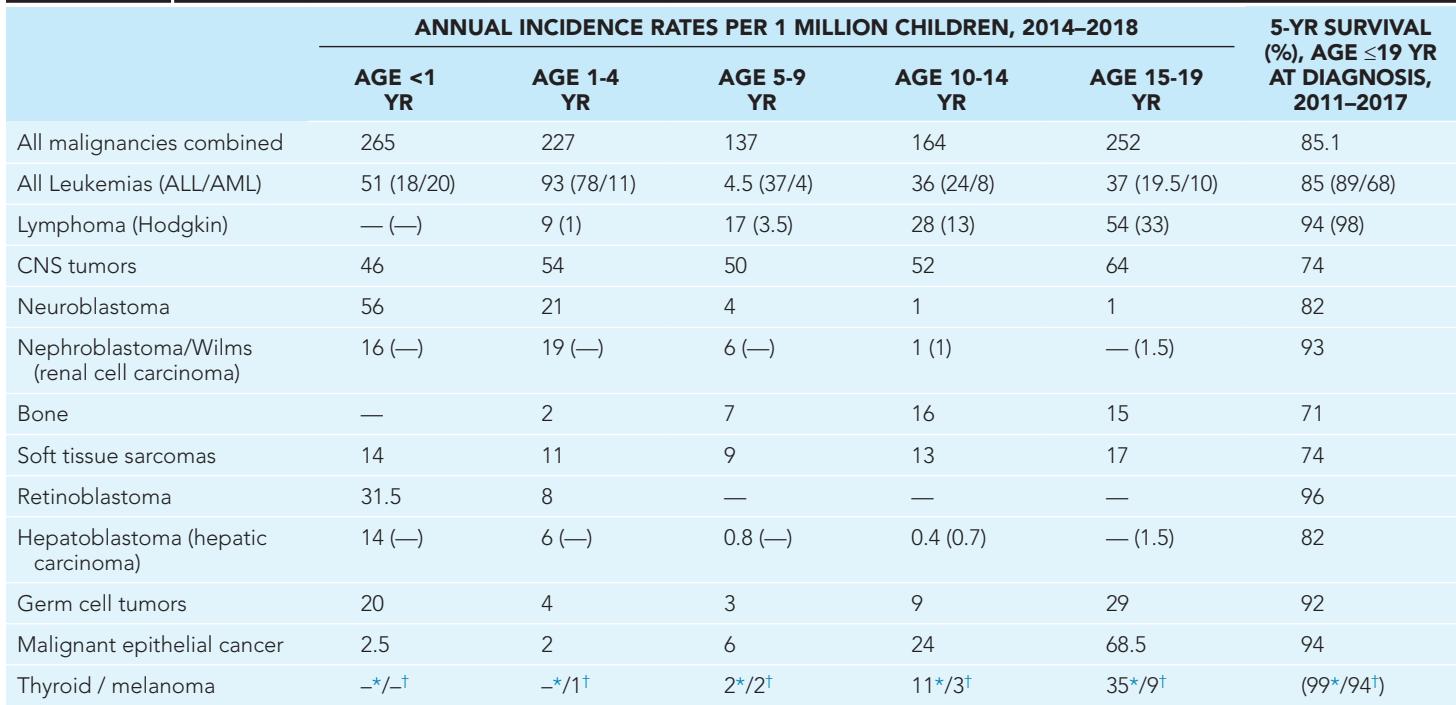 ANNUAL INCIDENCE RATES PER 1 MILLION CHILDREN, 2014–2018
5-YR SURVIVAL
(%), AGE ≤19 YR
AT DIAGNOSIS,
2011–2017
AGE <1
YR
AGE 1-4
YR
AGE 5-9
YR
AGE 10-14
YR
AGE 15-19
YR
All malignancies combined 265 227 137 164 252 85.1
All Leukemias (ALL/AML) 51 (18/20) 93 (78/11) 4.5 (37/4) 36 (24/8) 37 (19.5/10) 85 (89/68)
Lymphoma (Hodgkin) — (—) 9 (1) 17 (3.5) 28 (13) 54 (33) 94 (98)
CNS tumors 46 54 50 52 64 74
Neuroblastoma 56 21 4 1 1 82
Nephroblastoma/Wilms 16 (—) 19 (—) 6 (—) 1 (1) — (1.5) 93
(renal cell carcinoma)
Bone — 2 7 16 15 71
Soft tissue sarcomas 14 11 9 13 17 74
Retinoblastoma 31.5 8 — — — 96
Hepatoblastoma (hepatic 14 (—) 6 (—) 0.8 (—) 0.4 (0.7) — (1.5) 82
carcinoma)
Germ cell tumors 20 4 3 9 29 92
Malignant epithelial cancer 2.5 2 6 24 68.5 94
Thyroid / melanoma –*/–† –*/1† 2*/2† 11*/3† 35*/9† (99*/94†)